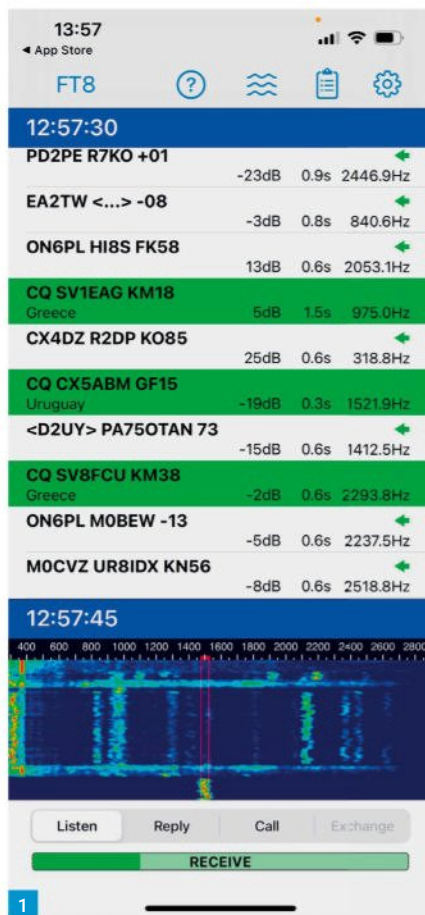 13:57
◄ App Store
FT8
12:57:30
PD2PE R7KO +01
-23dB 0.9s 2446.9Hz
EA2TW <...> -08
-3dB 0.8s 840.6Hz
ON6PL HI8S FK58
13dB 0.6s 2053.1Hz
CQ SV1EAG KM18
Greece 5dB 1.5s 975.0Hz
CX4DZ R2DP KO85
25dB 0.6s 318.8Hz
CQ CX5ABM GF15
Uruguay -19dB 0.3s 1521.9Hz
<D2UY> PA75OTAN 73
-15dB 0.6s 1412.5Hz
CQ SV8FCU KM38
Greece -2dB 0.6s 2293.8Hz
ON6PL M0BEW -13
-5dB 0.6s 2237.5Hz
M0CVZ UR8IDX KN56
-8dB 0.6s 2518.8Hz
12:57:45
400 600 800 1000 1200 1400 1600 1800 2000 2200 2400 2600 2800
Listen Reply Call Exchange
RECEIVE
1